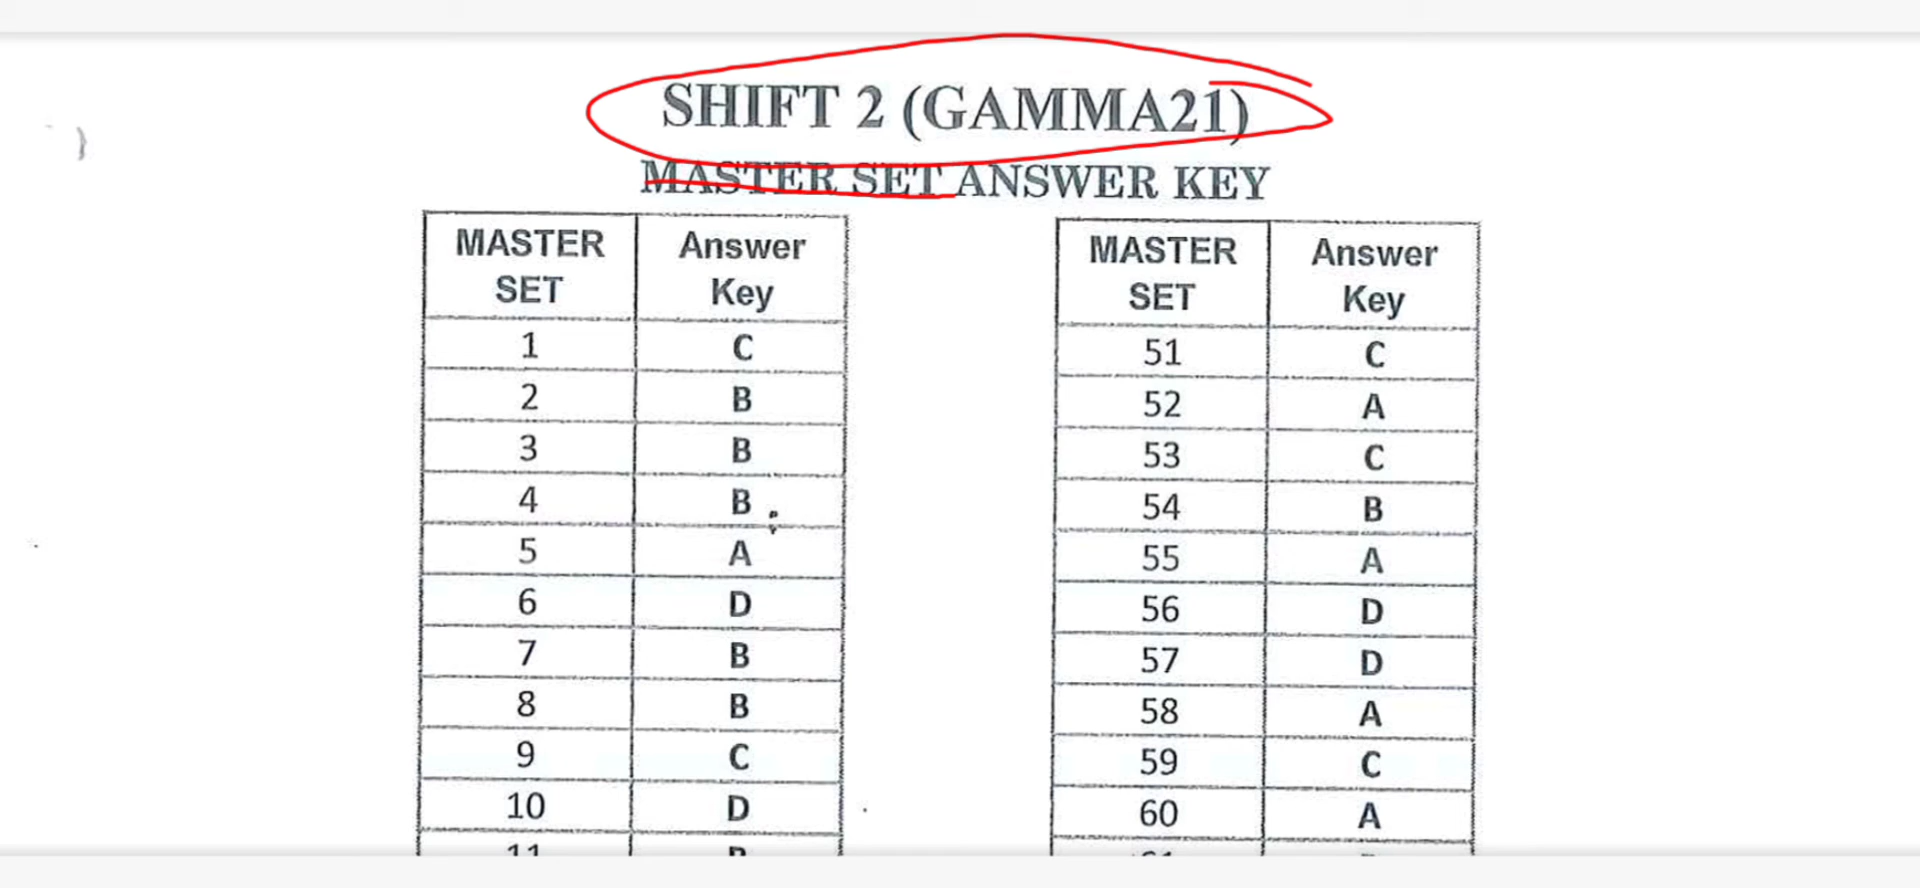 SHIFT 2 (GAMMA21)
MASTER SET ANSWER KEY
MASTER SET Answer Key
1 C
2 B
3 B
4 B
5 A
6 D
7 B
8 B
9 C
10 D
11
MASTER SET Answer Key
51 C
52 A
53 C
54 B
55 A
56 D
57 D
58 A
59 C
60 A